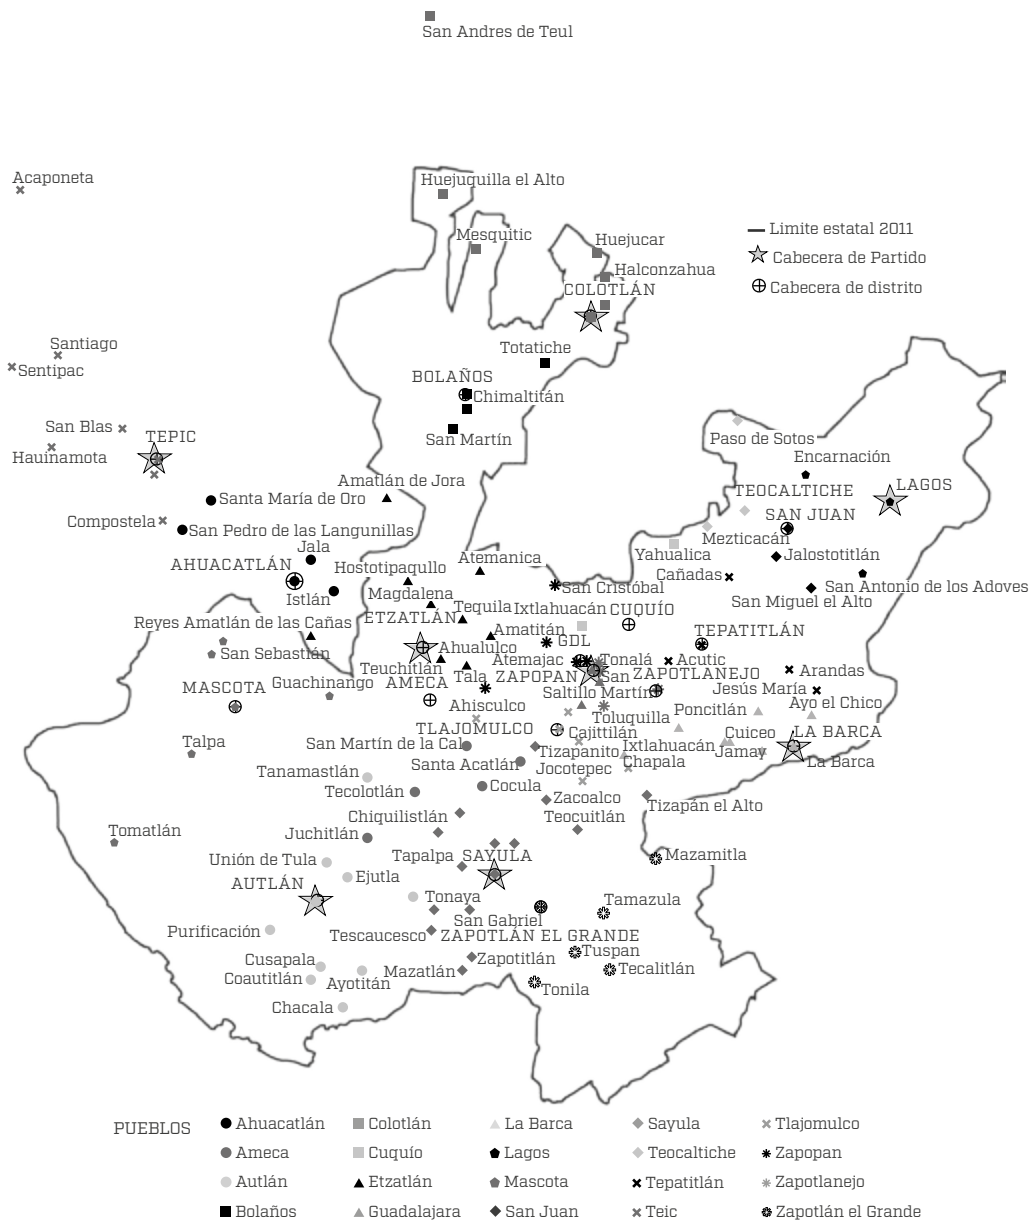 San Andres de Teul
Acaponeta
Huejuquilla el Alto
Mesquitic
Huejucar
Limite estatal 2011
Cabecera de Partido
Cabecera de distrito
Halconzahua
COLOTLÁN
Santiago
Sentipac
Totatiche
BOLAÑOS
Chimaltitán
San Blas
TEPIC
San Martín
Paso de Sotos
Hauinamota
Encarnación
Amatlán de Jora
TEOCALTICHE
LAGOS
Santa María de Oro
SAN JUAN
Compostela
San Pedro de las Langunillas
Mezticacán
Jala
Yahualica
Jalostotitlán
AHUACATLÁN
Hostotipaqullo
Atemanica
Cañadas
San Cristóbal
San Antonio de los Adoves
Istlán
Magdalena
San Miguel el Alto
ETZATLÁN
Tequila
Ixtlahuacán
CUQUÍO
Reyes Amatlán de las Cañas
Amatitán
TEPATITLÁN
San Sebastián
Ahualulco
GDL
Teuchitlán
Atemajac
Tonalá
Acutic
Arandas
MASCOTA
Guachinango
AMECA
Tala
ZAPOPAN
San
ZAPOTLANEJO
Saltillo
Martín
Jesús María
Ahisculco
Toluquilla
Poncitlán
Ayo el Chico
TLAJOMULCO
Cajittilán
Cuiceo
LA BARCA
Talpa
San Martín de la Cal
Tizapanito
Ixtlahuacán
Jamay
Santa Acatlán
Chapala
La Barca
Tanamastlán
Jocotepec
Tecolotlán
Cocula
Zacoalco
Tizapán el Alto
Chiquilistlán
Teocuitlán
Tomatlán
Juchitlán
Unión de Tula
Tapalpa
SAYULA
Mazamitla
AUTLÁN
Ejutla
Tonaya
Tamazula
San Gabriel
Purificación
Tescaucesco
ZAPOTLÁN EL GRANDE
Tuspan
Cusapala
Zapotitlán
Tecalitlán
Coautitlán
Ayotitán
Mazatlán
Tonila
Chacala
PUEBLOS
Ahuacatlán
Colotlán
La Barca
Sayula
Tlajomulco
Ameca
Cuquío
Lagos
Teocaltiche
Zapopan
Autlán
Etzatlán
Mascota
Tepatitlán
Zapotlanejo
Bolaños
Guadalajara
San Juan
Teic
Zapotlán el Grande